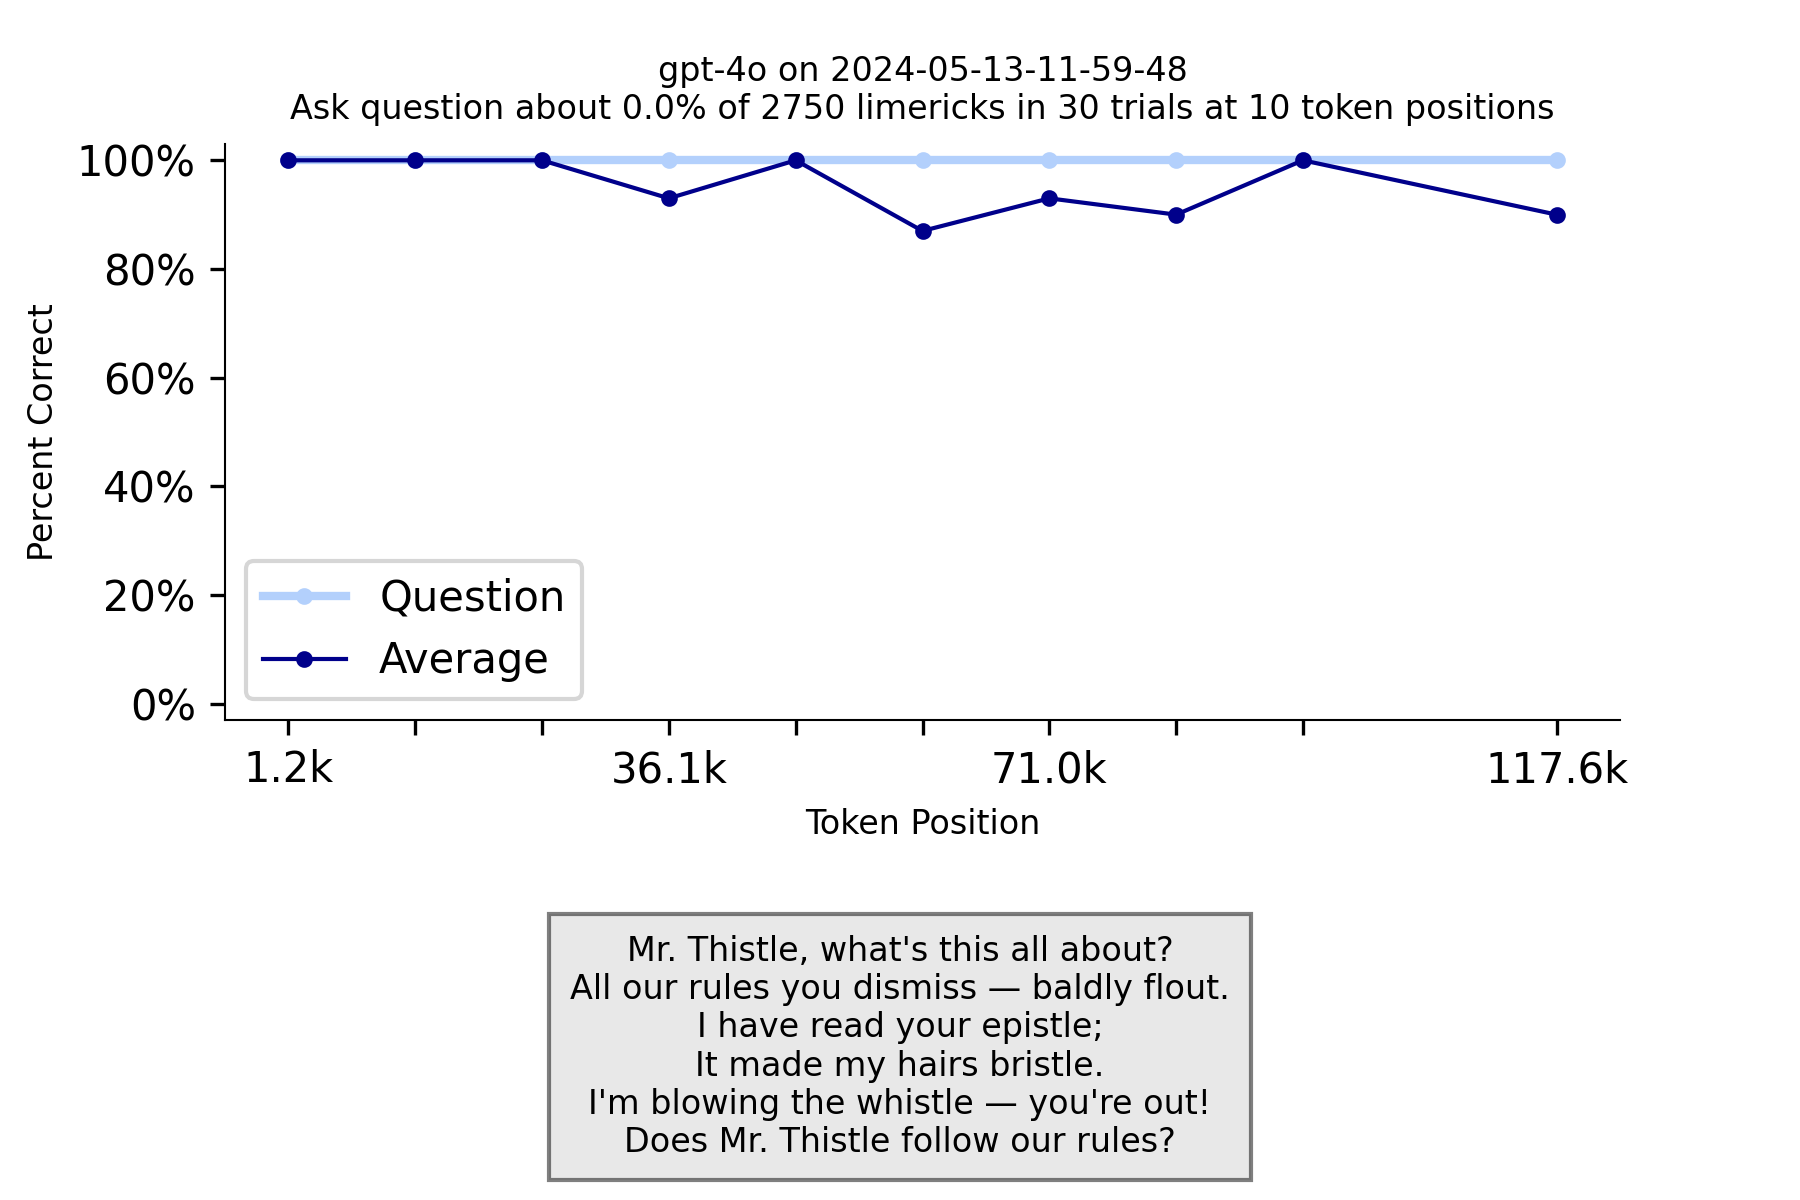 gpt-4o on 2024-05-13-11-59-48
Ask question about 0.0% of 2750 limericks in 30 trials at 10 token positions
100%
80%
60%
40%
20%
0%
Percent Correct
Question
Average
1.2k 36.1k 71.0k 117.6k
Token Position
Mr. Thistle, what's this all about?
All our rules you dismiss — baldly flout.
I have read your epistle;
It made my hairs bristle.
I'm blowing the whistle — you're out!
Does Mr. Thistle follow our rules?